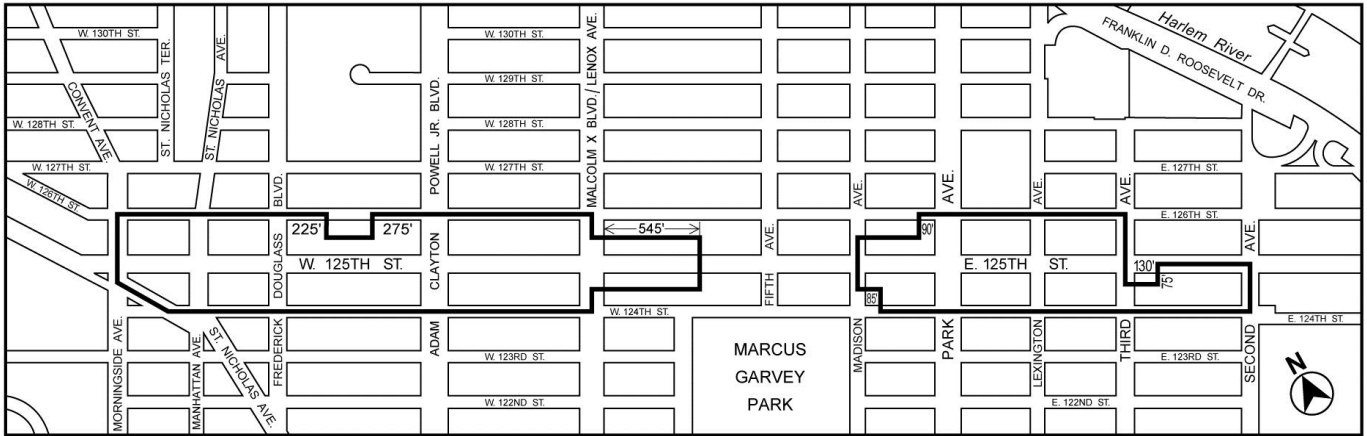 W. 130TH ST.
W. 130TH ST.
Harlem River
FRANKLIN D. ROOSEVELT DR.
CONVENT AVE.
ST. NICHOLAS TER.
ST. NICHOLAS AVE.
POWELL JR. BLVD.
MALCOLM X BLVD./ LENOX AVE.
W. 129TH ST.
W. 128TH ST.
W. 128TH ST.
W. 127TH ST.
W. 127TH ST.
E. 127TH ST.
W. 126TH ST.
BLVD.
AVE.
AVE.
AVE.
AVE.
E. 126TH ST.
225'
275'
545'
90'
AVE.
AVE.
W. 125TH ST.
E. 125TH ST.
130'
75'
DOUGLASS
CLAYTON
FIFTH
85'
W. 124TH ST.
E. 124TH ST.
MORNINGSIDE AVE.
MANHATTAN AVE.
ST. NICHOLAS AVE.
FREDERICK
ADAM
MADISON
PARK
LEXINGTON
THIRD
SECOND
W. 123RD ST.
E. 123RD ST.
MARCUS
GARVEY
PARK
W. 122ND ST.
E. 122ND ST.
N